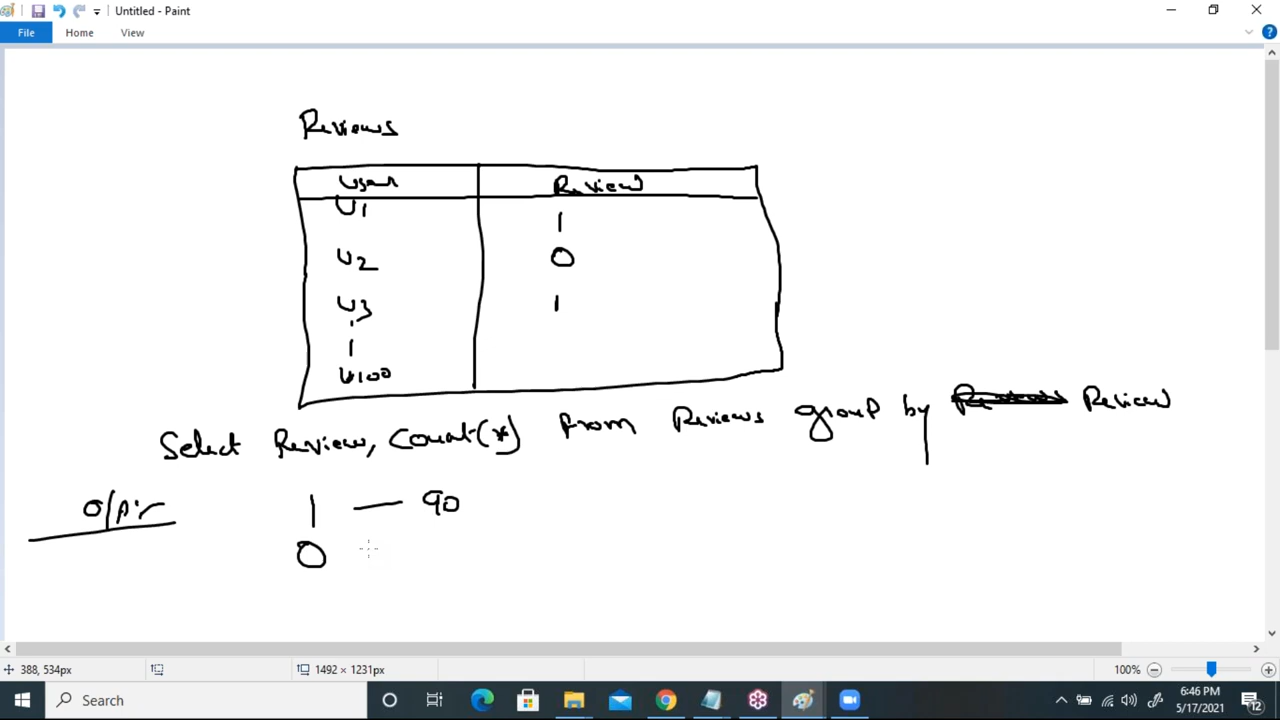 Untitled - Paint
File Home View
Reviews
User Review
U1 1
U2 0
U3 1
U100
Select Review, Count(*) from Reviews group by Review
1 — 90
0
388, 534px 1492 × 1231px 100%
Search
6:46 PM
5/17/2021
12